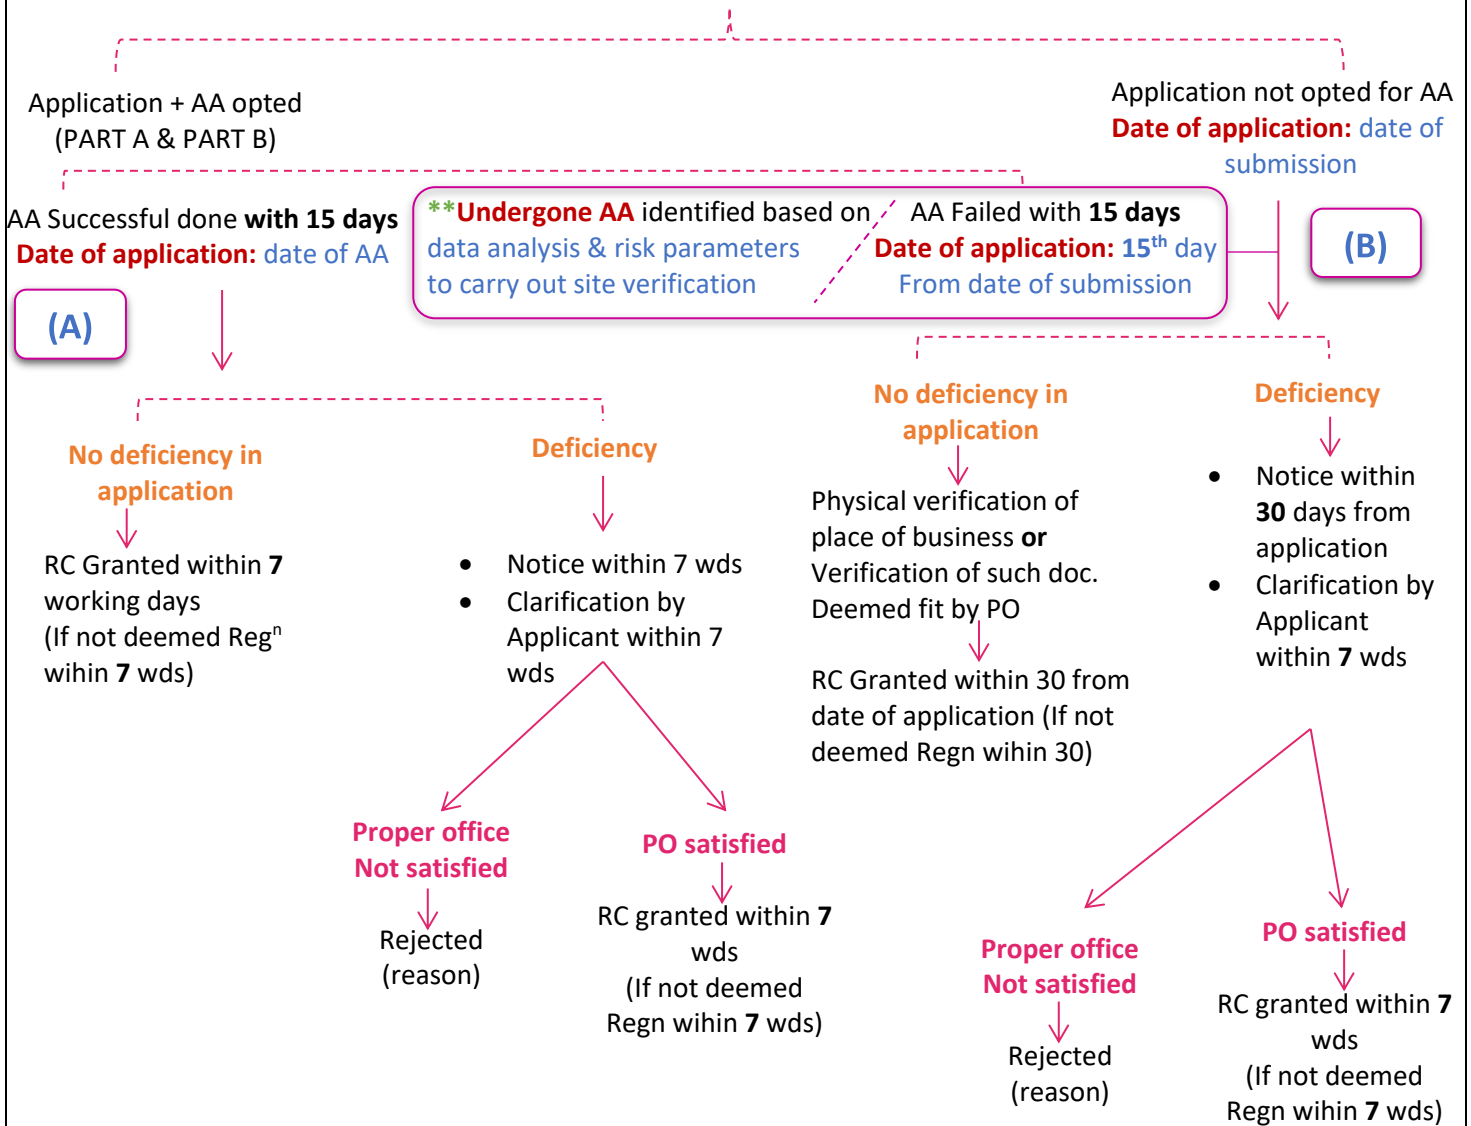 Application + AA opted
(PART A & PART B)
Application not opted for AA
Date of application: date of
submission
AA Successful done with 15 days
Date of application: date of AA
(A)
**Undergone AA identified based on
data analysis & risk parameters
to carry out site verification
AA Failed with 15 days
Date of application: 15th day
From date of submission
(B)
No deficiency in
application
RC Granted within 7
working days
(If not deemed Regn
wihin 7 wds)
Deficiency
• Notice within 7 wds
• Clarification by
Applicant within 7
wds
Proper office
Not satisfied
Rejected
(reason)
PO satisfied
RC granted within 7
wds
(If not deemed
Regn wihin 7 wds)
No deficiency in
application
Physical verification of
place of business or
Verification of such doc.
Deemed fit by PO
RC Granted within 30 from
date of application (If not
deemed Regn wihin 30)
Deficiency
• Notice within
30 days from
application
• Clarification by
Applicant
within 7 wds
Proper office
Not satisfied
Rejected
(reason)
PO satisfied
RC granted within 7
wds
(If not deemed
Regn wihin 7 wds)